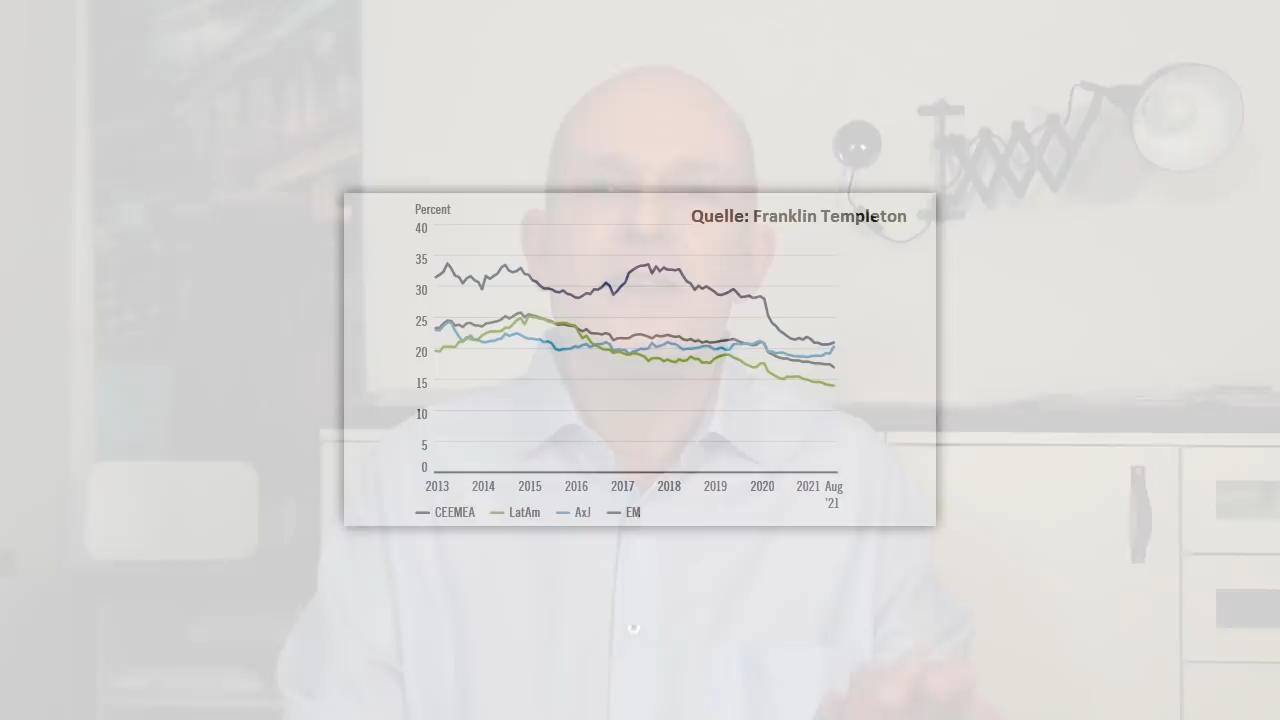 Percent
Quelle: Franklin Templeton
40
35
30
25
20
15
10
5
0
2013 2014 2015 2016 2017 2018 2019 2020 2021 Aug
'21
CEEMEA LatAm AxJ EM